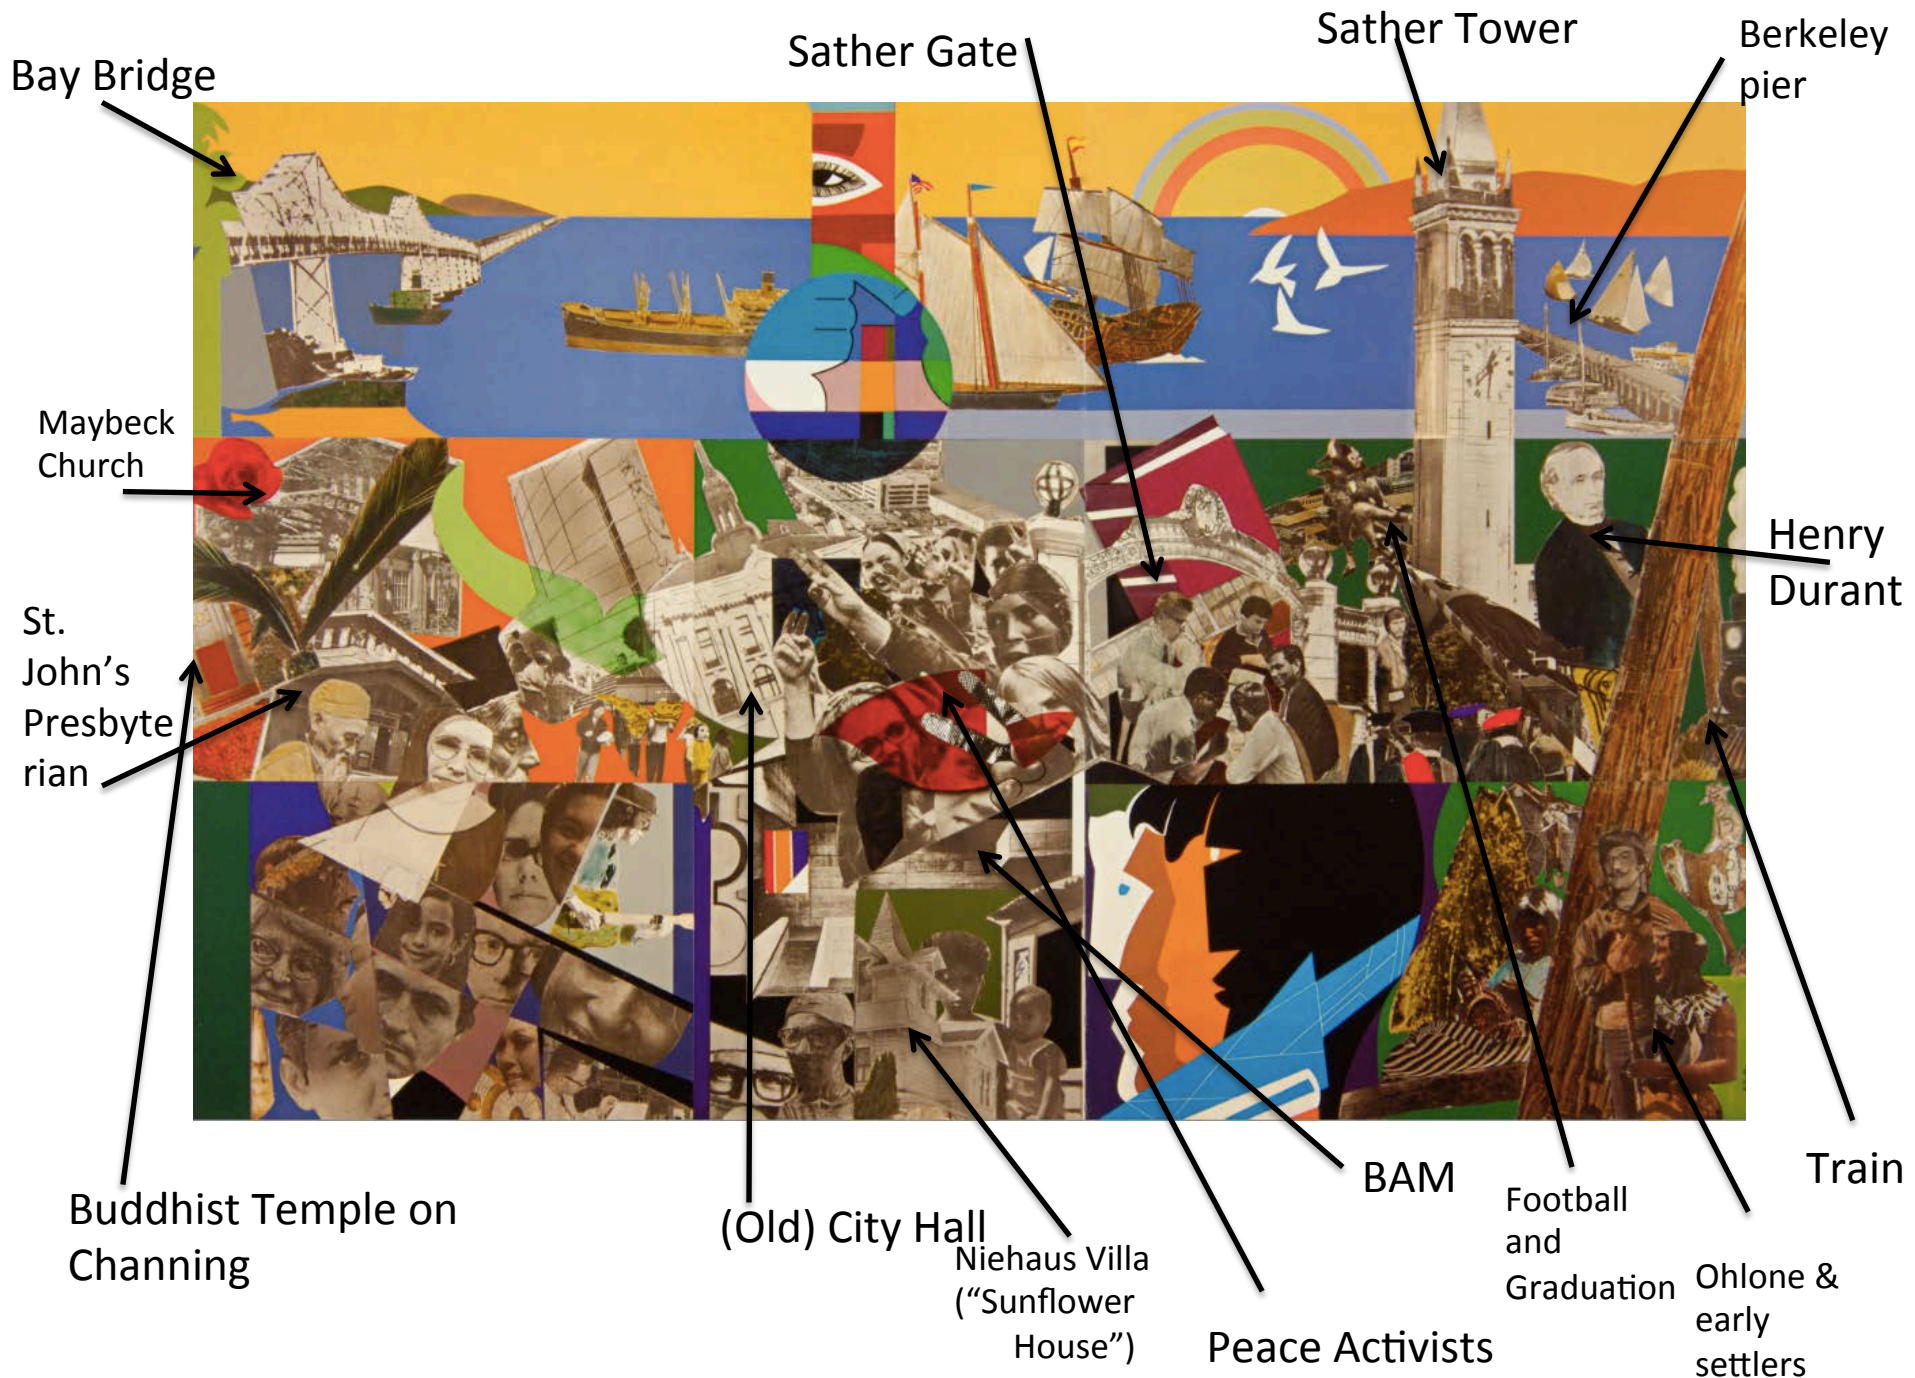 Sather Gate
Sather Tower
Berkeley
pier
Bay Bridge
Maybeck
Church
Henry
Durant
St.
John’s
Presbyte
rian
Buddhist Temple on
Channing
(Old) City Hall
Niehaus Villa
(“Sunflower
House”)
Peace Activists
BAM
Football
and
Graduation
Ohlone &
early
settlers
Train